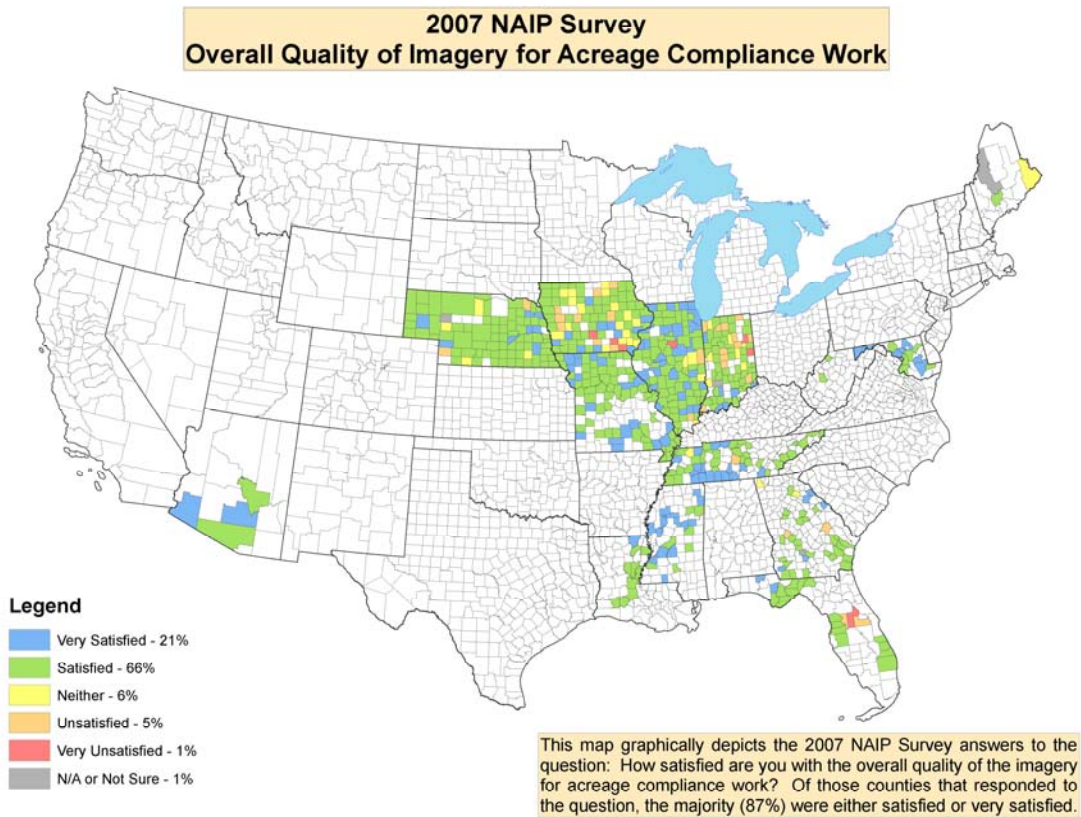 2007 NAIP Survey
Overall Quality of Imagery for Acreage Compliance Work
Legend
Very Satisfied - 21%
Satisfied - 66%
Neither - 6%
Unsatisfied - 5%
Very Unsatisfied - 1%
N/A or Not Sure - 1%
This map graphically depicts the 2007 NAIP Survey answers to the
question: How satisfied are you with the overall quality of the imagery
for acreage compliance work? Of those counties that responded to
the question, the majority (87%) were either satisfied or very satisfied.